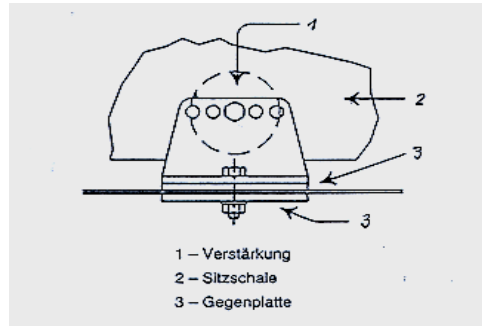 1
2
3
3
1 – Verstärkung
2 – Sitzschale
3 – Gegenplatte